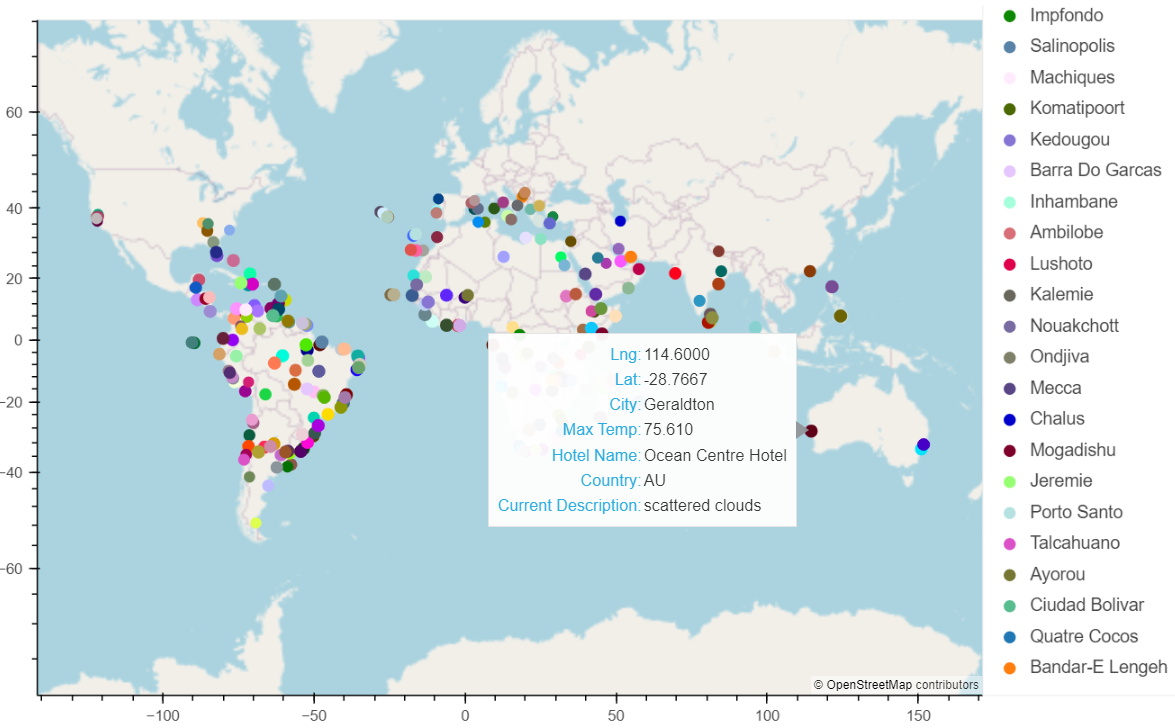 60
40
20
0
−20
−40
−60
−100
−50
0
50
100
150
Lng: 114.6000
Lat: -28.7667
City: Geraldton
Max Temp: 75.610
Hotel Name: Ocean Centre Hotel
Country: AU
Current Description: scattered clouds
© OpenStreetMap contributors
Impfondo
Salinopolis
Machiques
Komatipoort
Kedougou
Barra Do Garcas
Inhambane
Ambilobe
Lushoto
Kalemie
Nouakchott
Ondjiva
Mecca
Chalus
Mogadishu
Jeremie
Porto Santo
Talcahuano
Ayorou
Ciudad Bolivar
Quatre Cocos
Bandar-E Lengeh